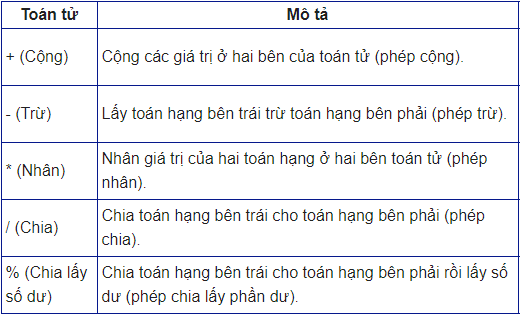 Toán tử Mô tả
+ (Cộng) Cộng các giá trị ở hai bên của toán tử (phép cộng).
- (Trừ) Lấy toán hạng bên trái trừ toán hạng bên phải (phép trừ).
* (Nhân) Nhân giá trị của hai toán hạng ở hai bên toán tử (phép
nhân).
/ (Chia) Chia toán hạng bên trái cho toán hạng bên phải (phép
chia).
% (Chia lấy Chia toán hạng bên trái cho toán hạng bên phải rồi lấy số
số dư) dư (phép chia lấy phần dư).